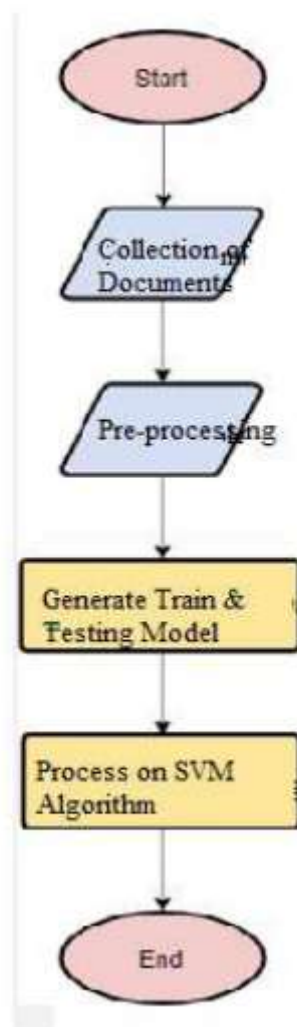 Start
Collection of
Documents
Pre-processing
Generate Train &
Testing Model
Process on SVM
Algorithm
End